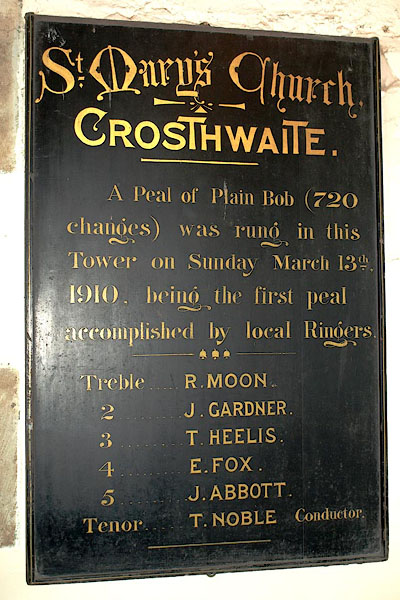 St. Mary's Church,
CROSTHWAITE.
A Peal of Plain Bob (720
changes) was rung in this
Tower on Sunday March 13th,
1910, being the first peal
accomplished by local Ringers.
Treble ..... R. MOON.
2 ..... J. GARDNER.
3 ..... T. HEELIS.
4 ..... E. FOX.
5 ..... J. ABBOTT.
Tenor ..... T. NOBLE Conductor.